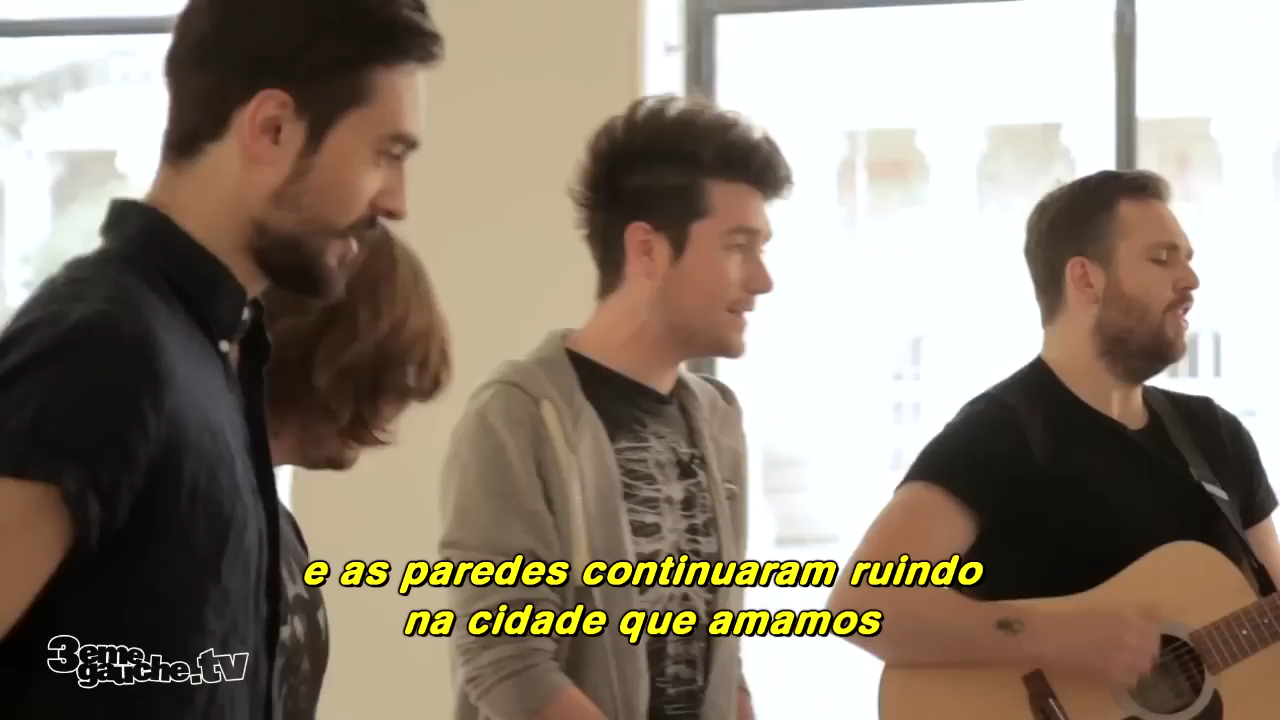 e as paredes continuaram ruindo
na cidade que amamos
3eme
gauche.tv